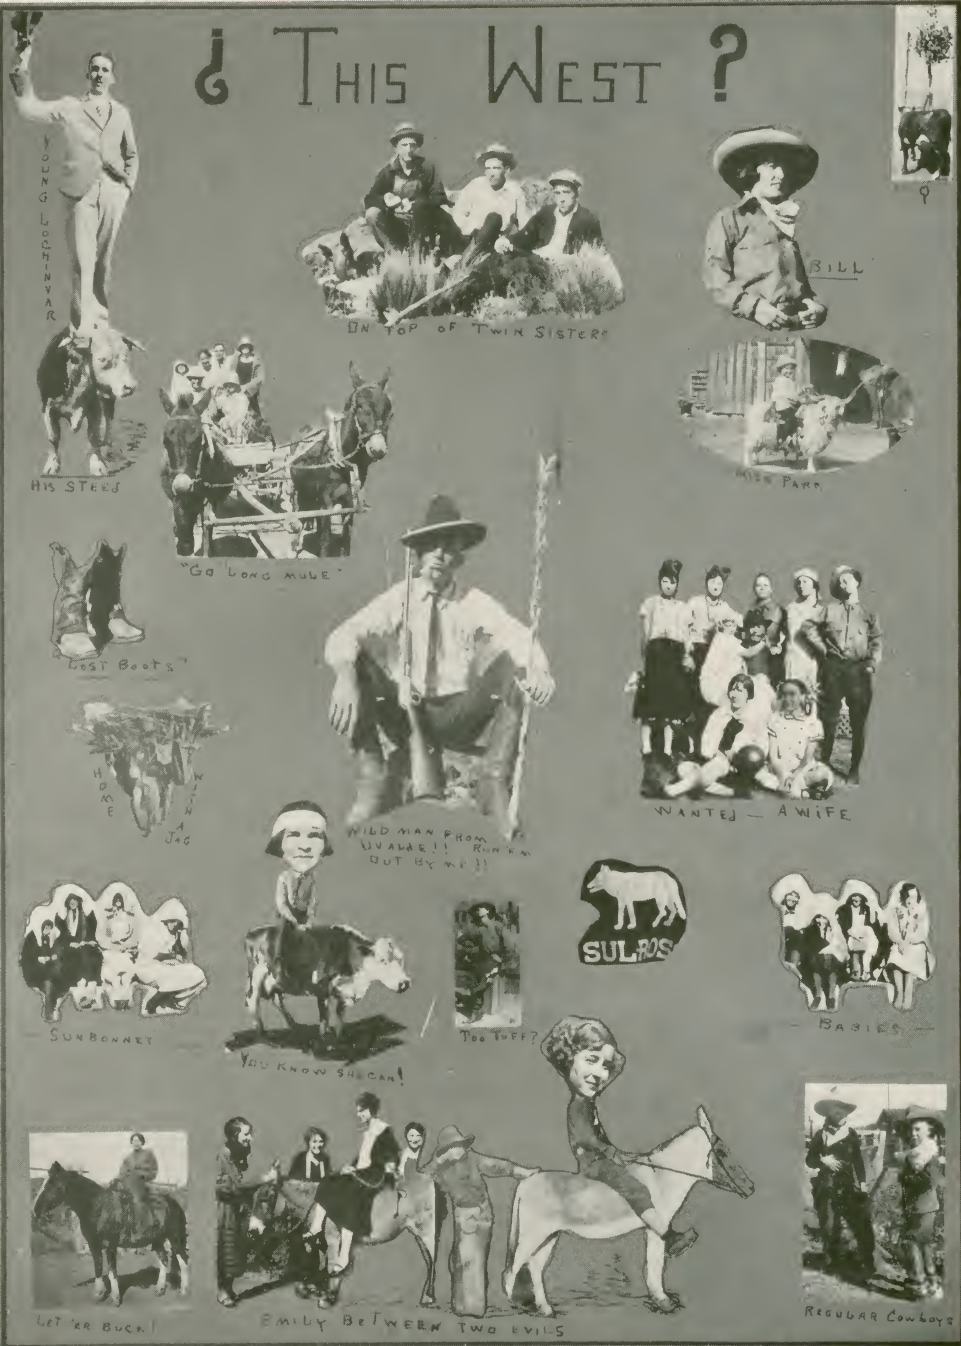 ¿ THIS WEST ?
YOUNG LOCHINVAR
BILL
ON TOP OF TWIN SISTERS
HIS STEED
MISS PARK
"GO LONG MULE"
"LOST BOOTS"
HOME WITH A JAG
WANTED — A WIFE
WILD MAN FROM
UVALDE!! RUN 'EM
OUT BY ME!!
SUL ROS
SUNBONNET
TOO TUFF?
BABIES
YOU KNOW SHE CAN!
LET 'ER BUCK!
EMILY BETWEEN TWO EVILS
REGULAR COWBOYS